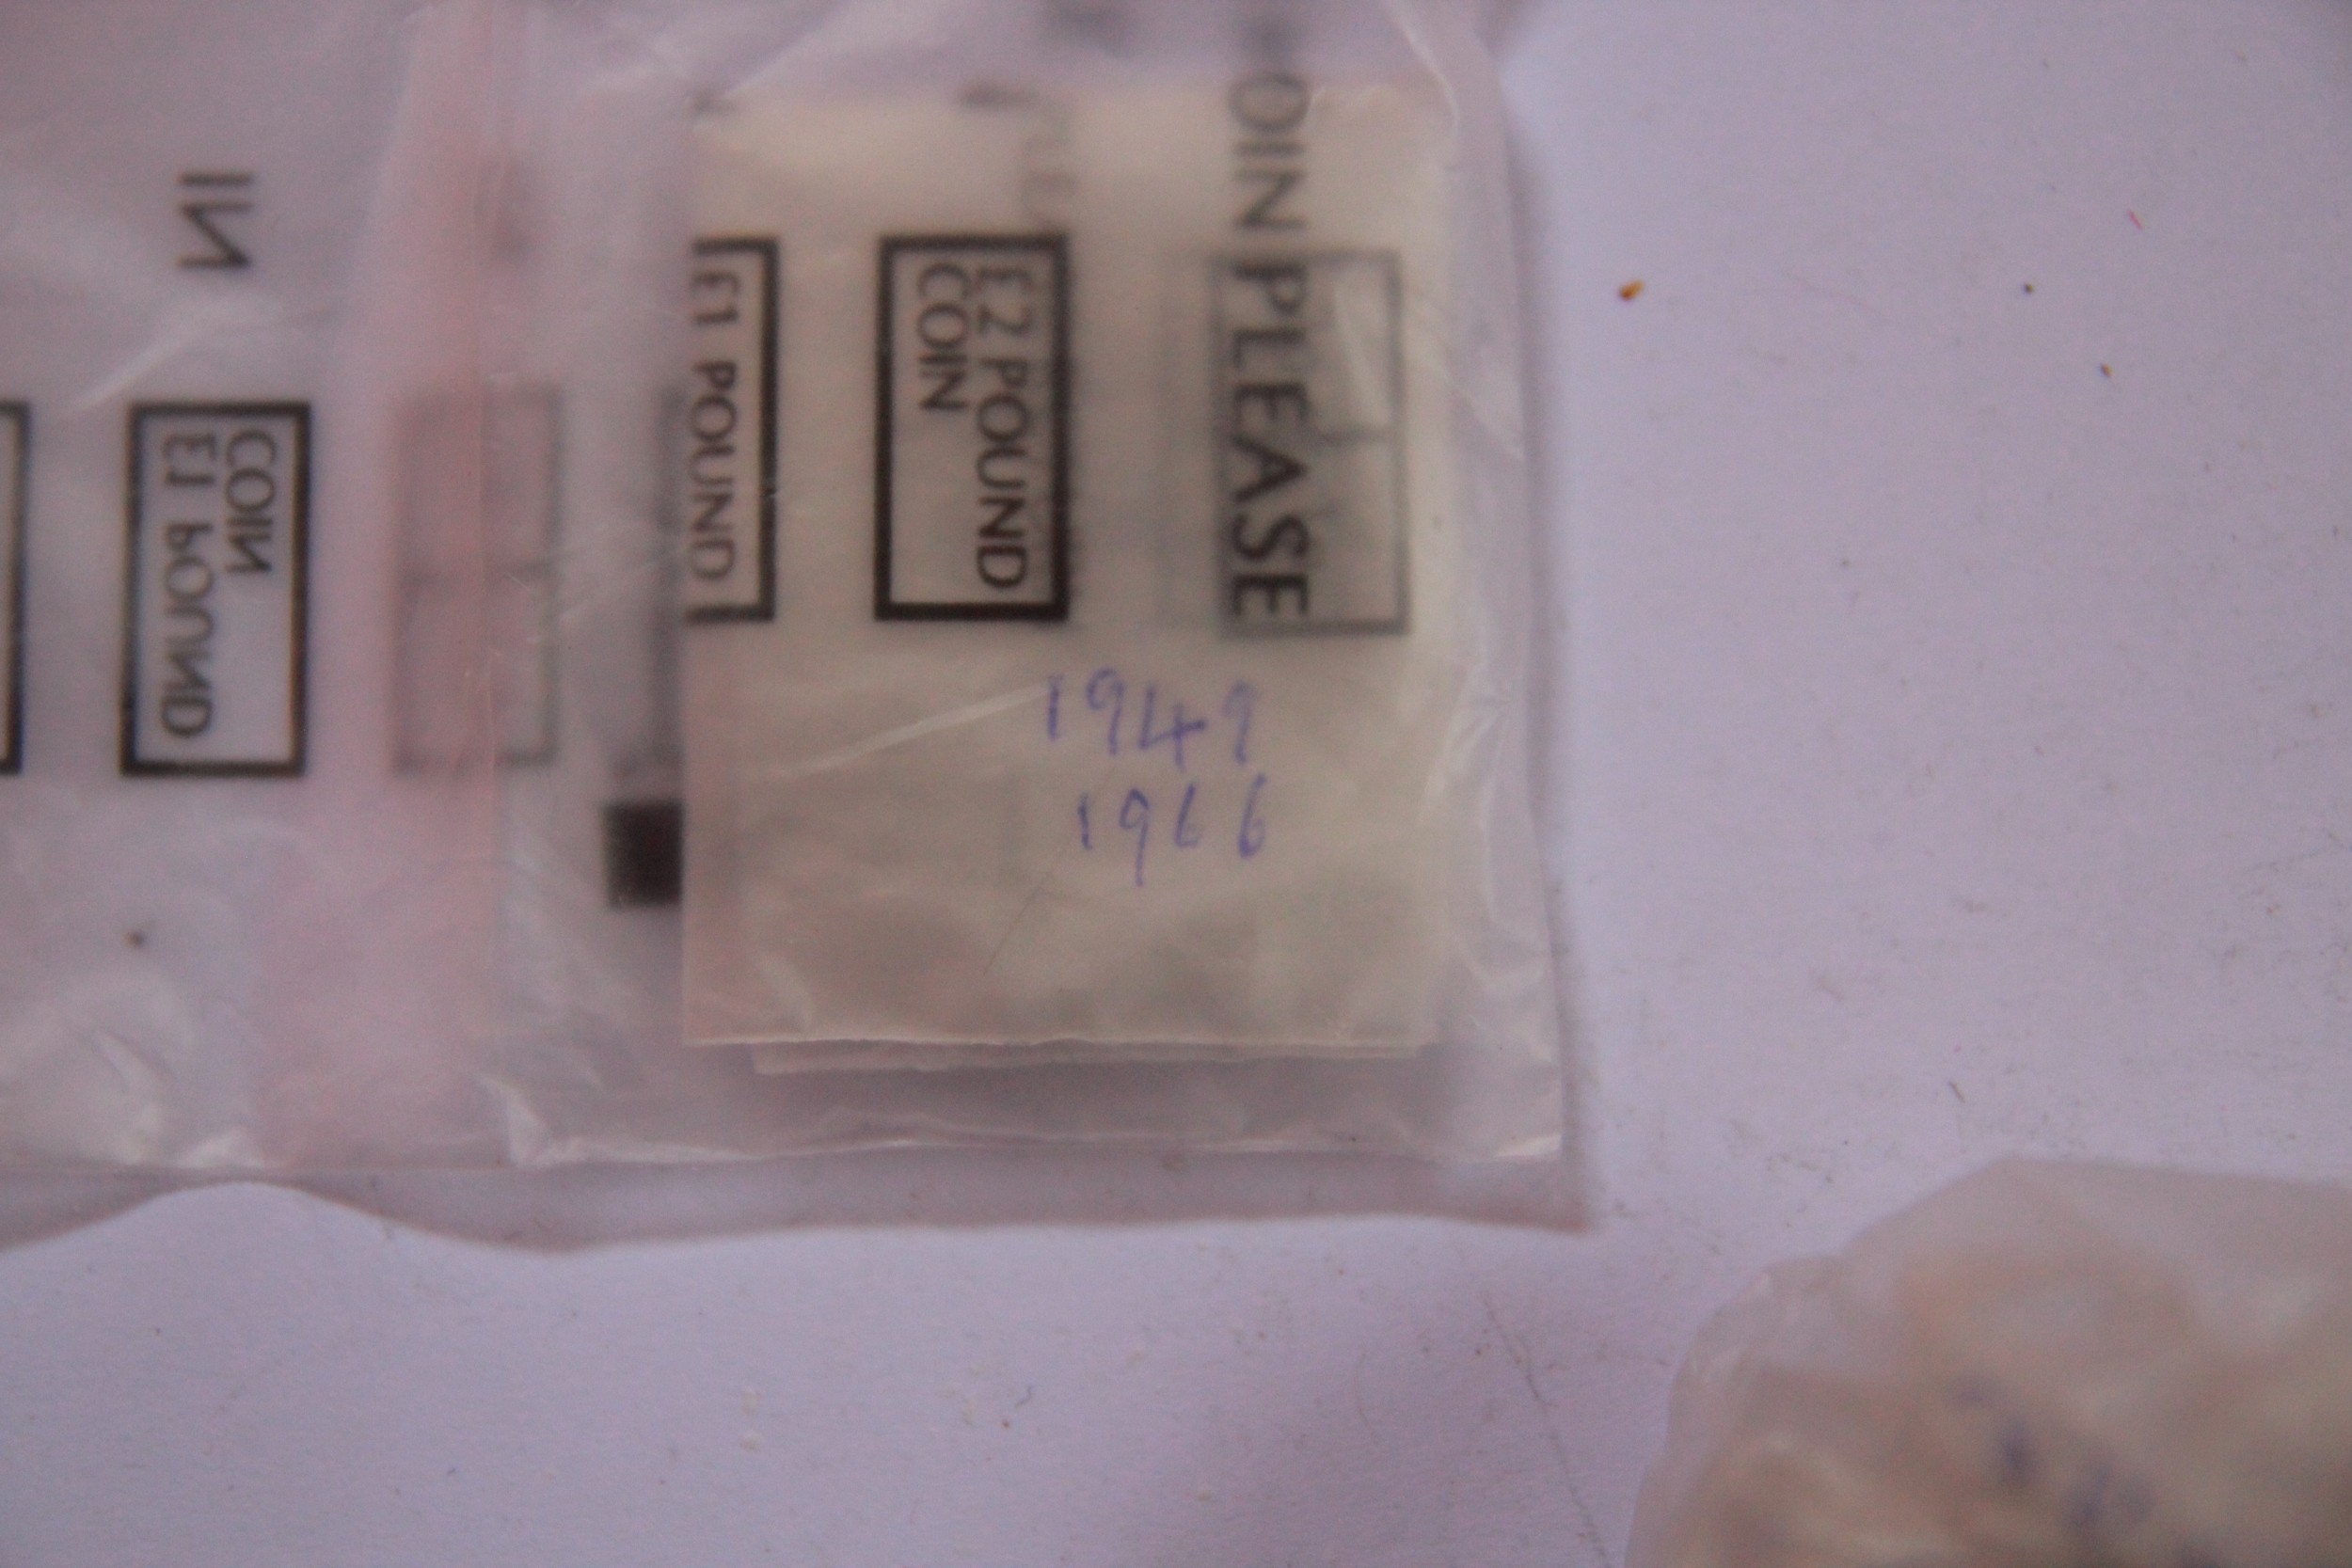 IN
COIN
£1 POUND
£1 POUND
£2 POUND
COIN
OIN PLEASE
1949
1966